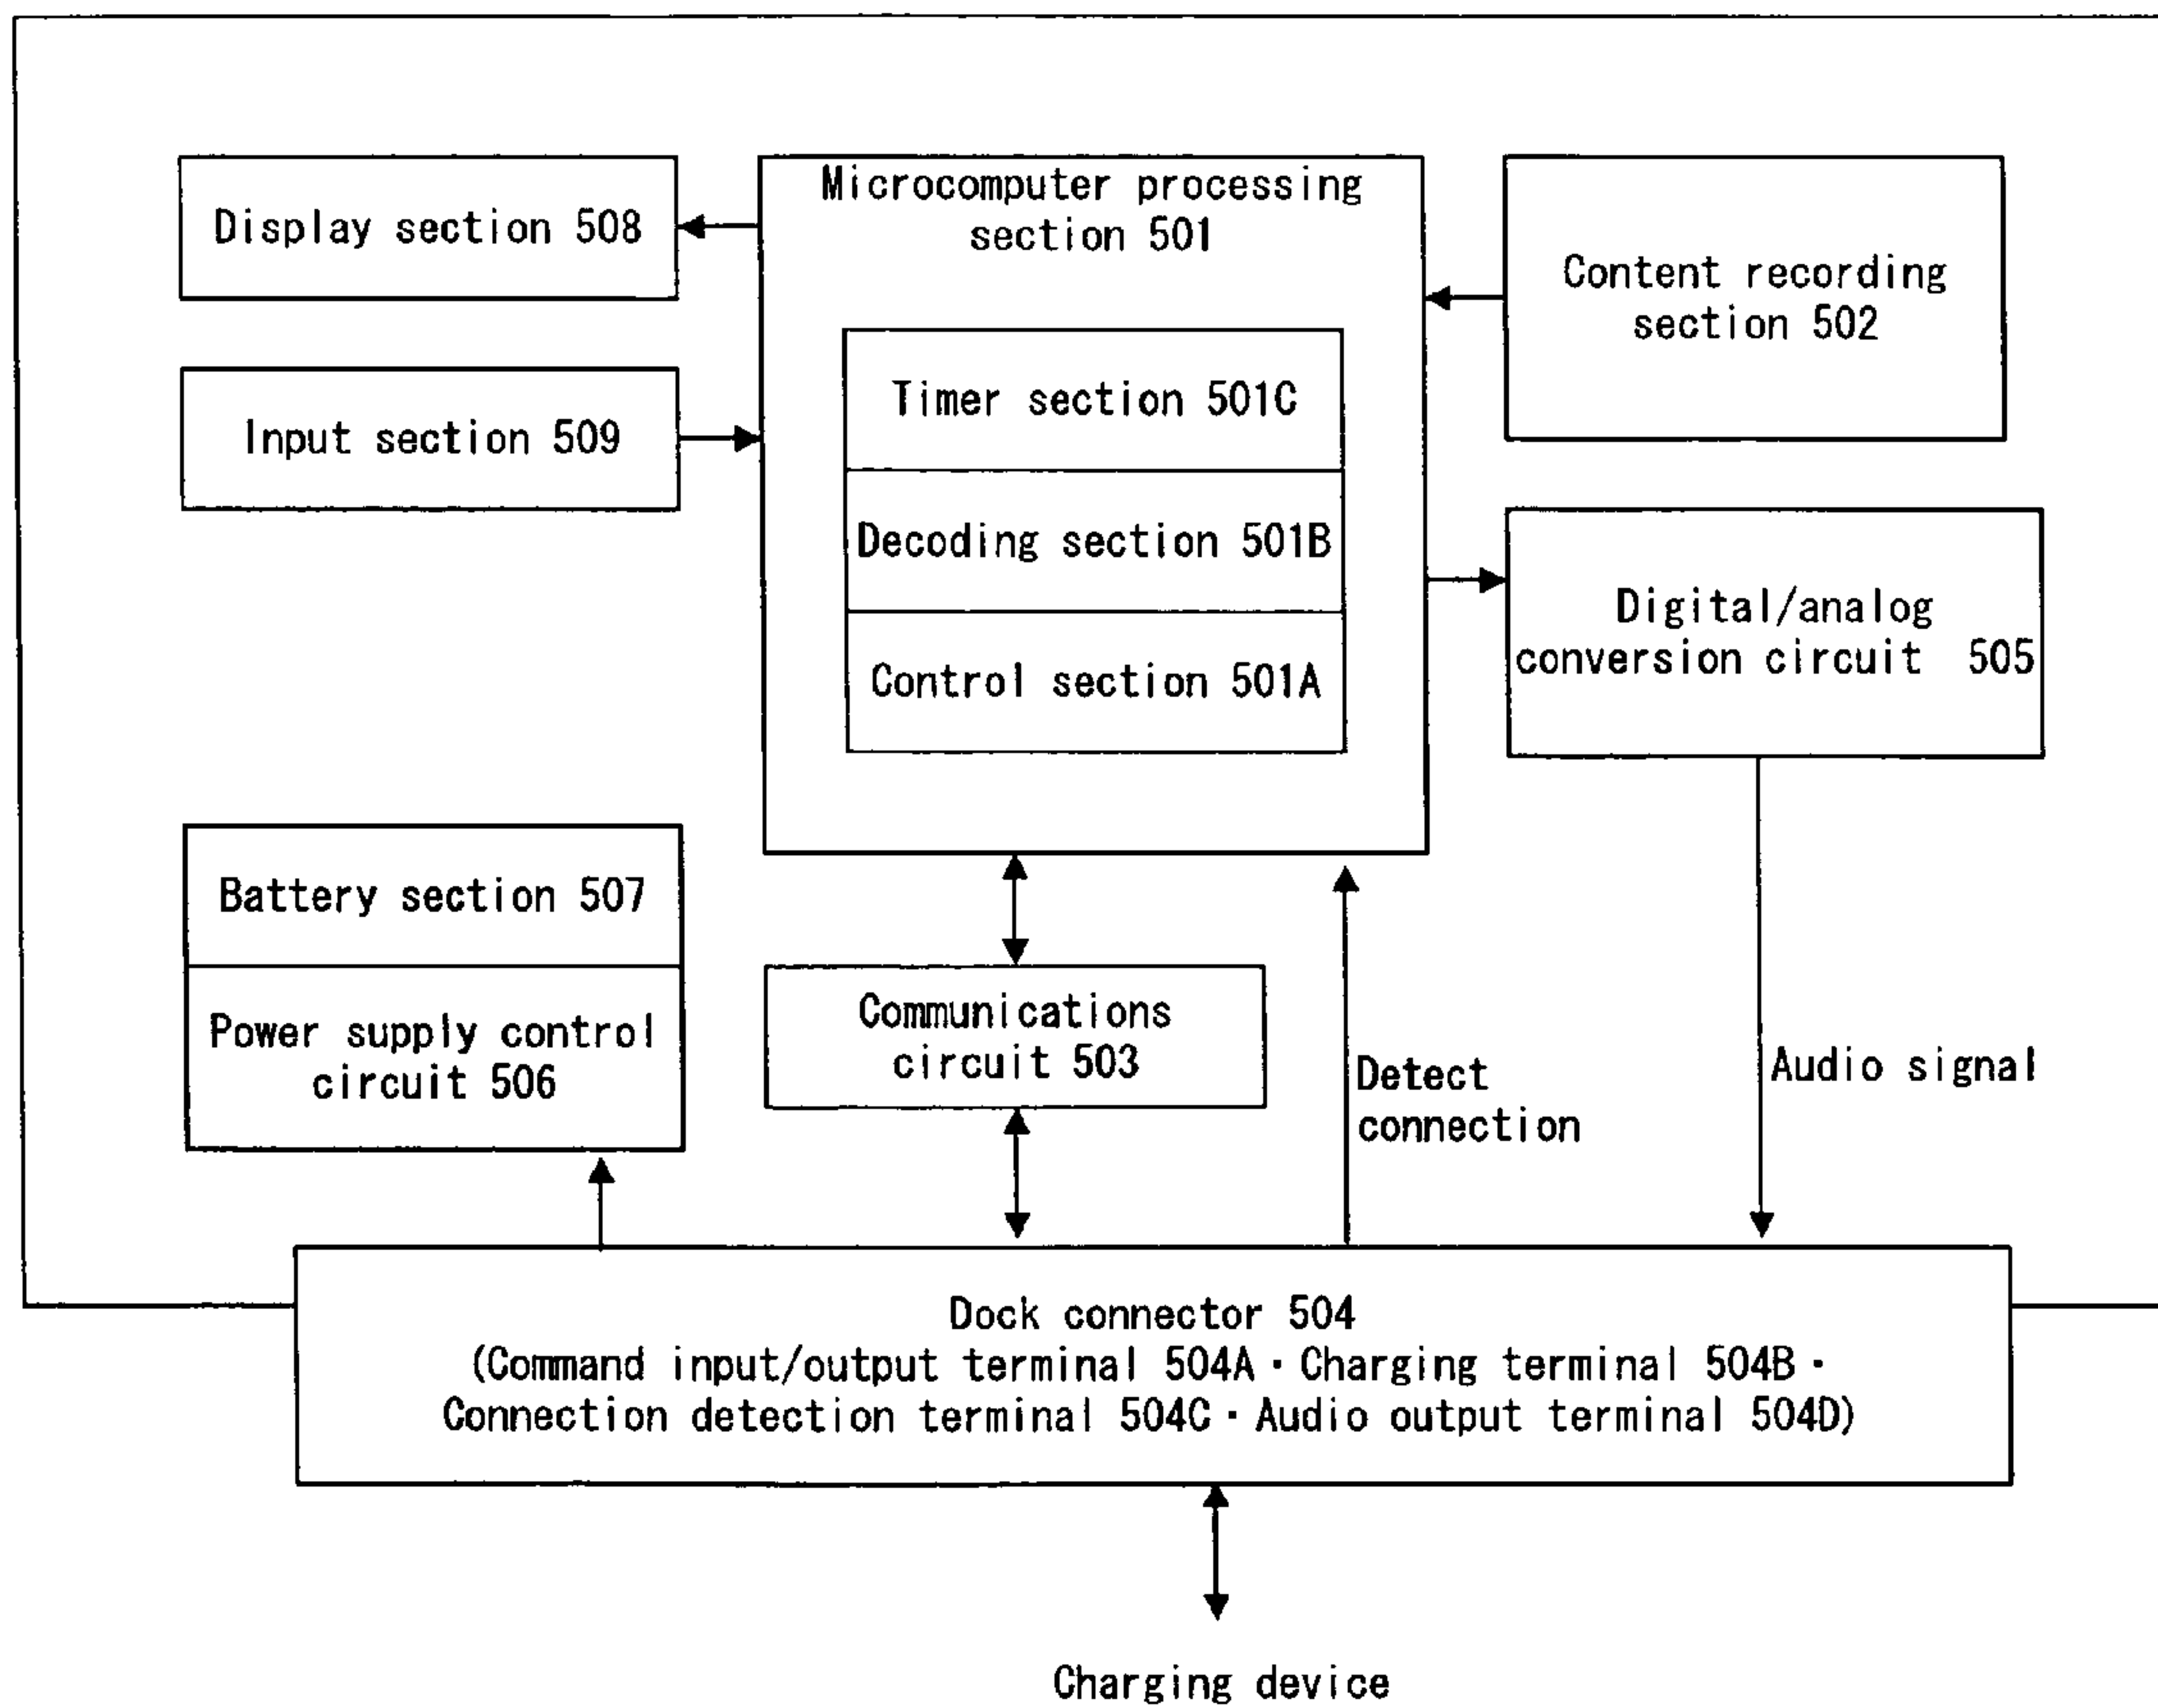 Display section 508
Microcomputer processing
section 501
Content recording
section 502
Input section 509
Timer section 501C
Decoding section 501B
Control section 501A
Digital/analog
conversion circuit 505
Battery section 507
Power supply control
circuit 506
Communications
circuit 503
Detect
connection
Audio signal
Dock connector 504
(Command input/output terminal 504A・Charging terminal 504B・
Connection detection terminal 504C・Audio output terminal 504D)
Charging device